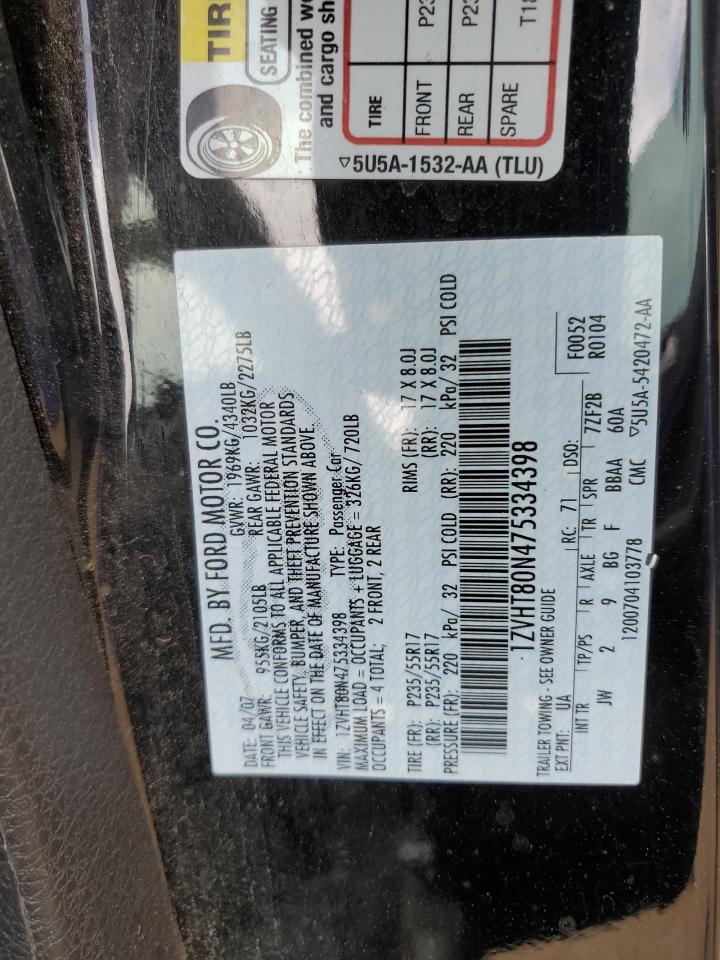 MFD. BY FORD MOTOR CO.
DATE: 04/07 GVWR: 1969KG/4340LB
FRONT GAWR: 955KG/2105LB REAR GAWR: 1032KG/2275LB
THIS VEHICLE CONFORMS TO ALL APPLICABLE FEDERAL MOTOR
VEHICLE SAFETY, BUMPER, AND THEFT PREVENTION STANDARDS
IN EFFECT ON THE DATE OF MANUFACTURE SHOWN ABOVE.
VIN: 1ZVHT80N475334398 TYPE: Passenger Car
MAXIMUM LOAD = OCCUPANTS + LUGGAGE = 326KG/720LB
OCCUPANTS = 4 TOTAL; 2 FRONT, 2 REAR
TIRE (FR): P235/55R17 RIMS (FR): 17 X 8.0J
(RR): P235/55R17 (RR): 17 X 8.0J
PRESSURE (FR): 220 kPa/ 32 PSI COLD (RR): 220 kPa/ 32 PSI COLD
1ZVHT80N475334398
TRAILER TOWING - SEE OWNER GUIDE
EXT PNT: UA RC: 71 DSO: F0052
INT TR TP/PS R AXLE TR SPR 7ZF2B R0104
JW 2 9 BG F BBAA 60A
1200704103778 CMC ▽5U5A-5420472-AA
TIRE
SEATING
The combined
and cargo
TIRE
FRONT
REAR
SPARE
▽5U5A-1532-AA (TLU)